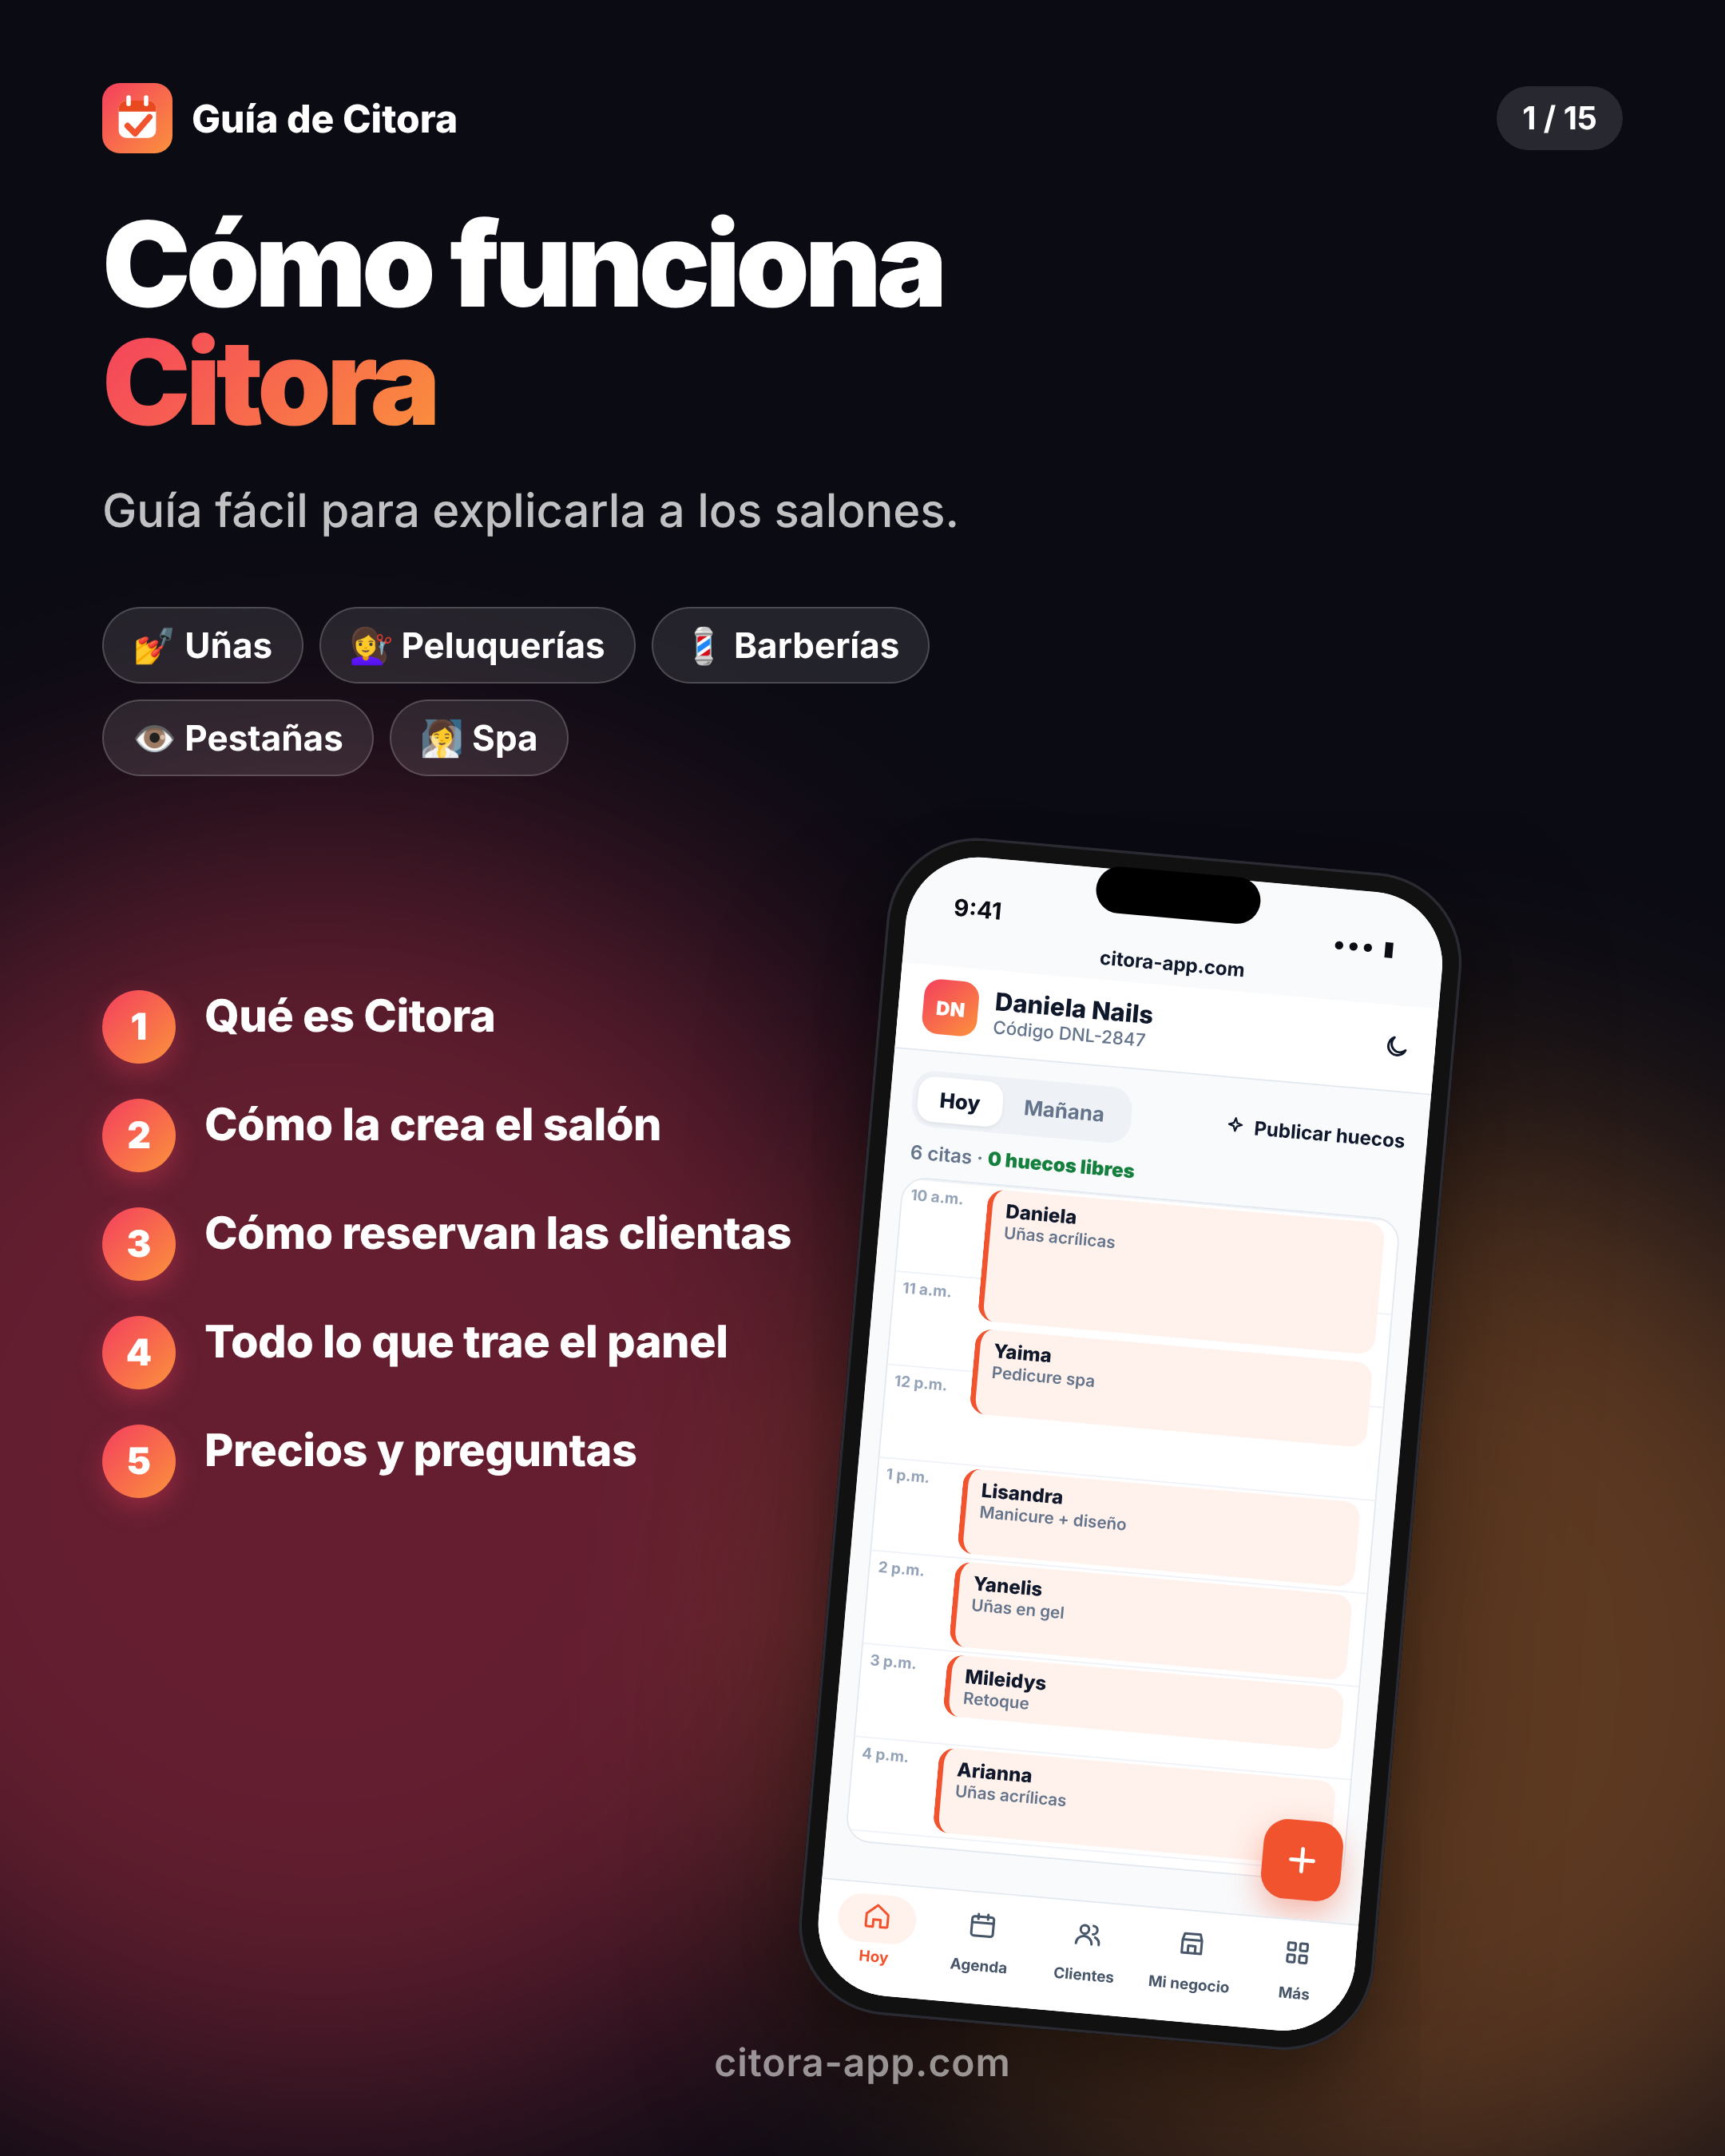 Guía de Citora
1 / 15
Cómo funciona
Citora
Guía fácil para explicarla a los salones.
Uñas
Peluquerías
Barberías
Pestañas
Spa
1 Qué es Citora
2 Cómo la crea el salón
3 Cómo reservan las clientas
4 Todo lo que trae el panel
5 Precios y preguntas
9:41
citora-app.com
DN
Daniela Nails
Código DNL-2847
Hoy
Mañana
Publicar huecos
6 citas · 0 huecos libres
10 a.m.
Daniela
Uñas acrílicas
11 a.m.
Yaima
Pedicure spa
12 p.m.
1 p.m.
Lisandra
Manicure + diseño
2 p.m.
Yanelis
Uñas en gel
3 p.m.
Mileidys
Retoque
4 p.m.
Arianna
Uñas acrílicas
Hoy
Agenda
Clientes
Mi negocio
Más
citora-app.com